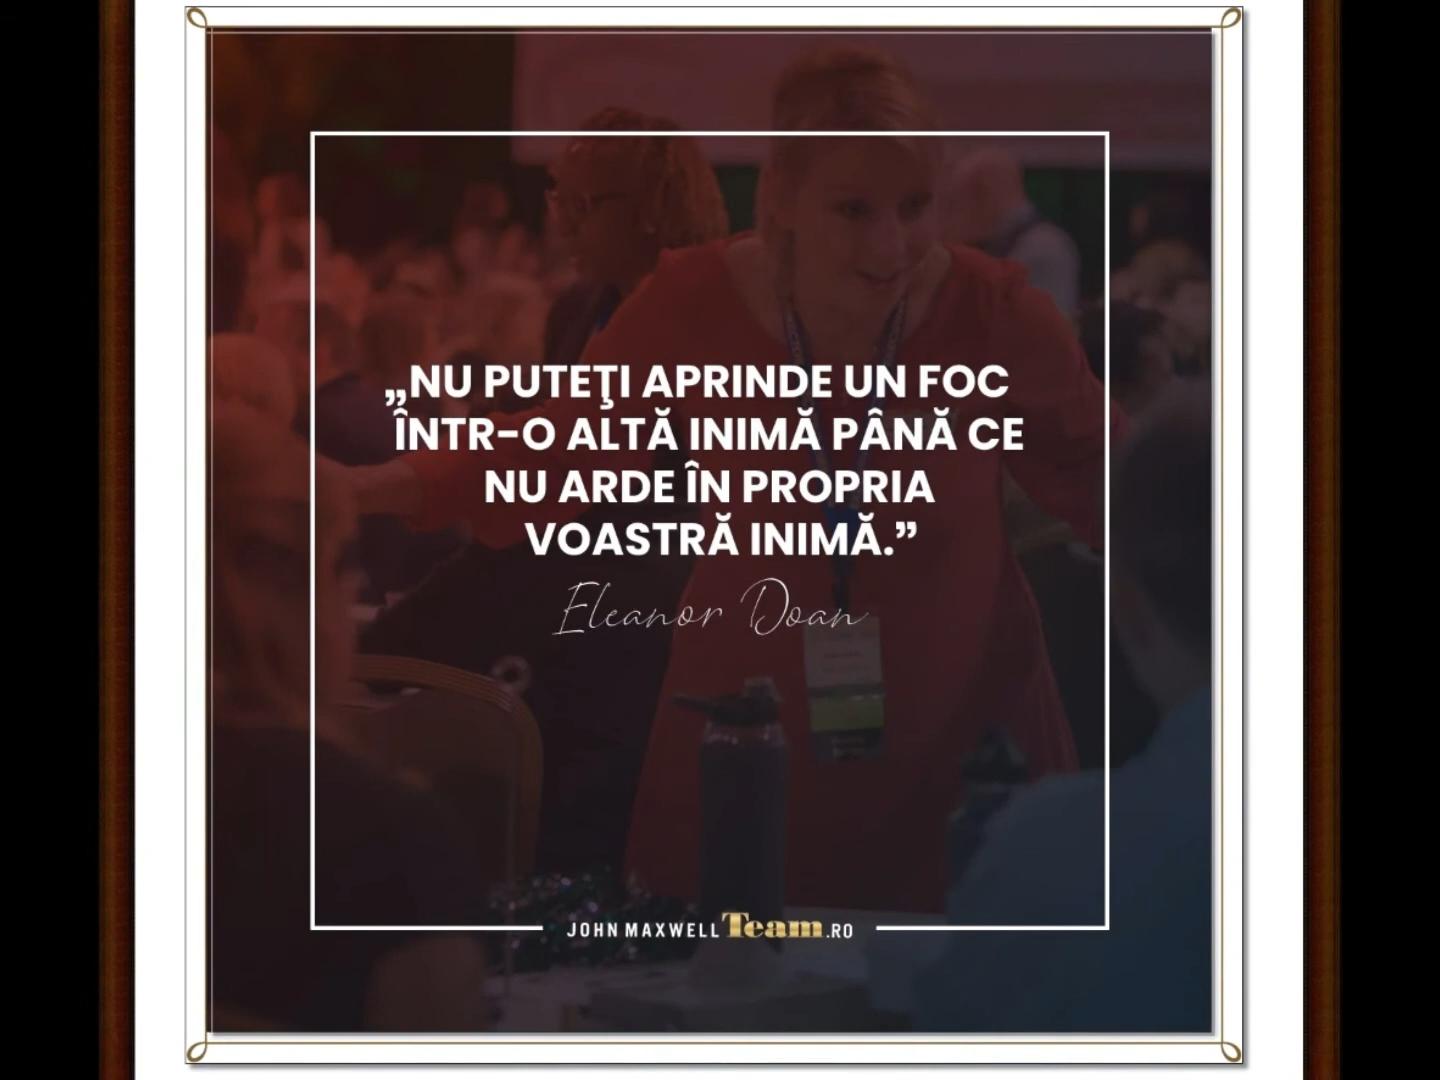 „NU PUTEŢI APRINDE UN FOC
ÎNTR-O ALTĂ INIMĂ PÂNĂ CE
NU ARDE ÎN PROPRIA
VOASTRĂ INIMĂ.”
Eleanor Doan
JOHN MAXWELL Team.RO